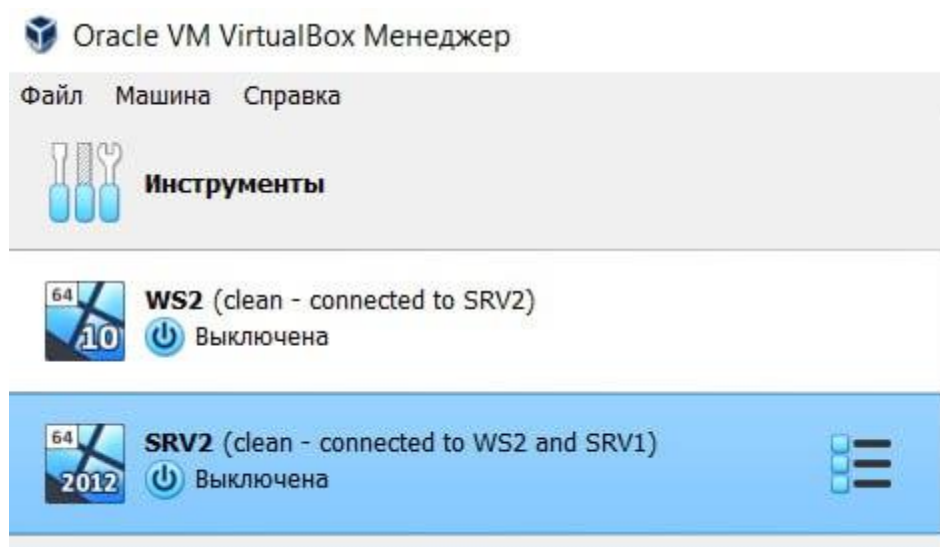 Oracle VM VirtualBox Менеджер
Файл Машина Справка
Инструменты
64
10
WS2 (clean - connected to SRV2)
Выключена
64
2012
SRV2 (clean - connected to WS2 and SRV1)
Выключена